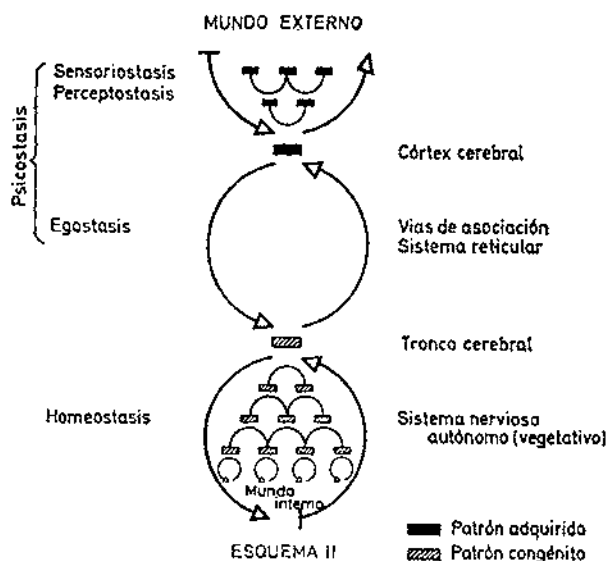 MUNDO EXTERNO
Sensoriostasis
Perceptostasis
Psicostasis
Córtex cerebral
Egostasis
Vias de asociación
Sistema reticular
Tronco cerebral
Homeostasis
Sistema nervioso
autónomo (vegetativo)
Mundo
interno
ESQUEMA II
Patrón adquirido
Patrón congénito